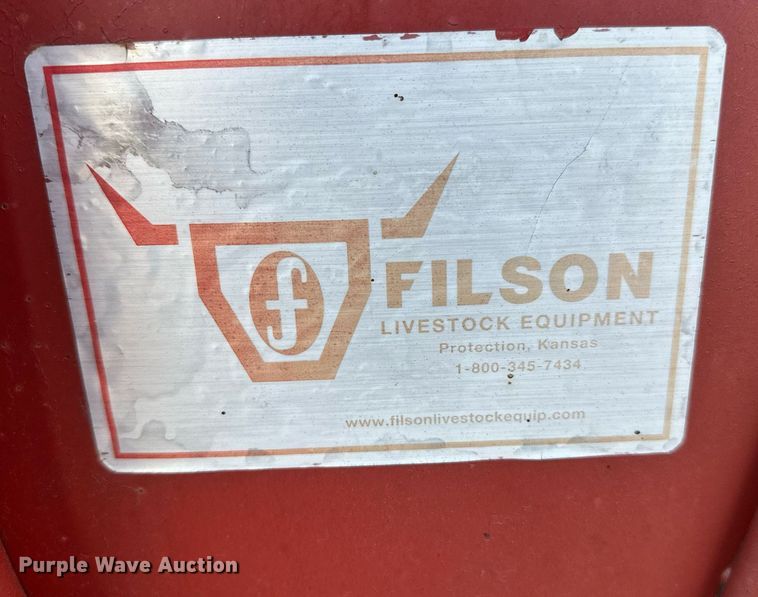 f
FILSON
LIVESTOCK EQUIPMENT
Protection, Kansas
1-800-345-7434
www.filsonlivestockequip.com
Purple Wave Auction